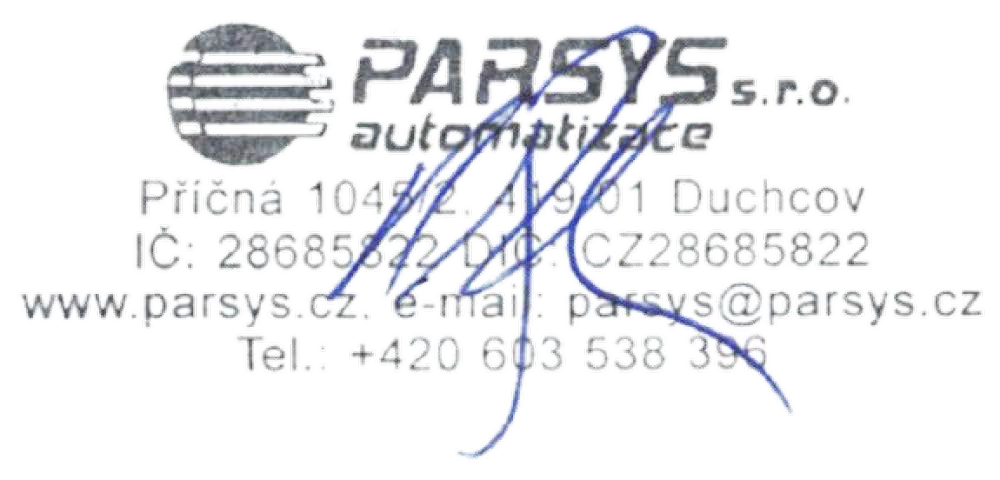 PARSYS s.r.o.
automatizace
Příčná 1045/2, 419 01 Duchcov
IČ: 28685822 DIČ: CZ28685822
www.parsys.cz, e-mail: parsys@parsys.cz
Tel.: +420 603 538 396